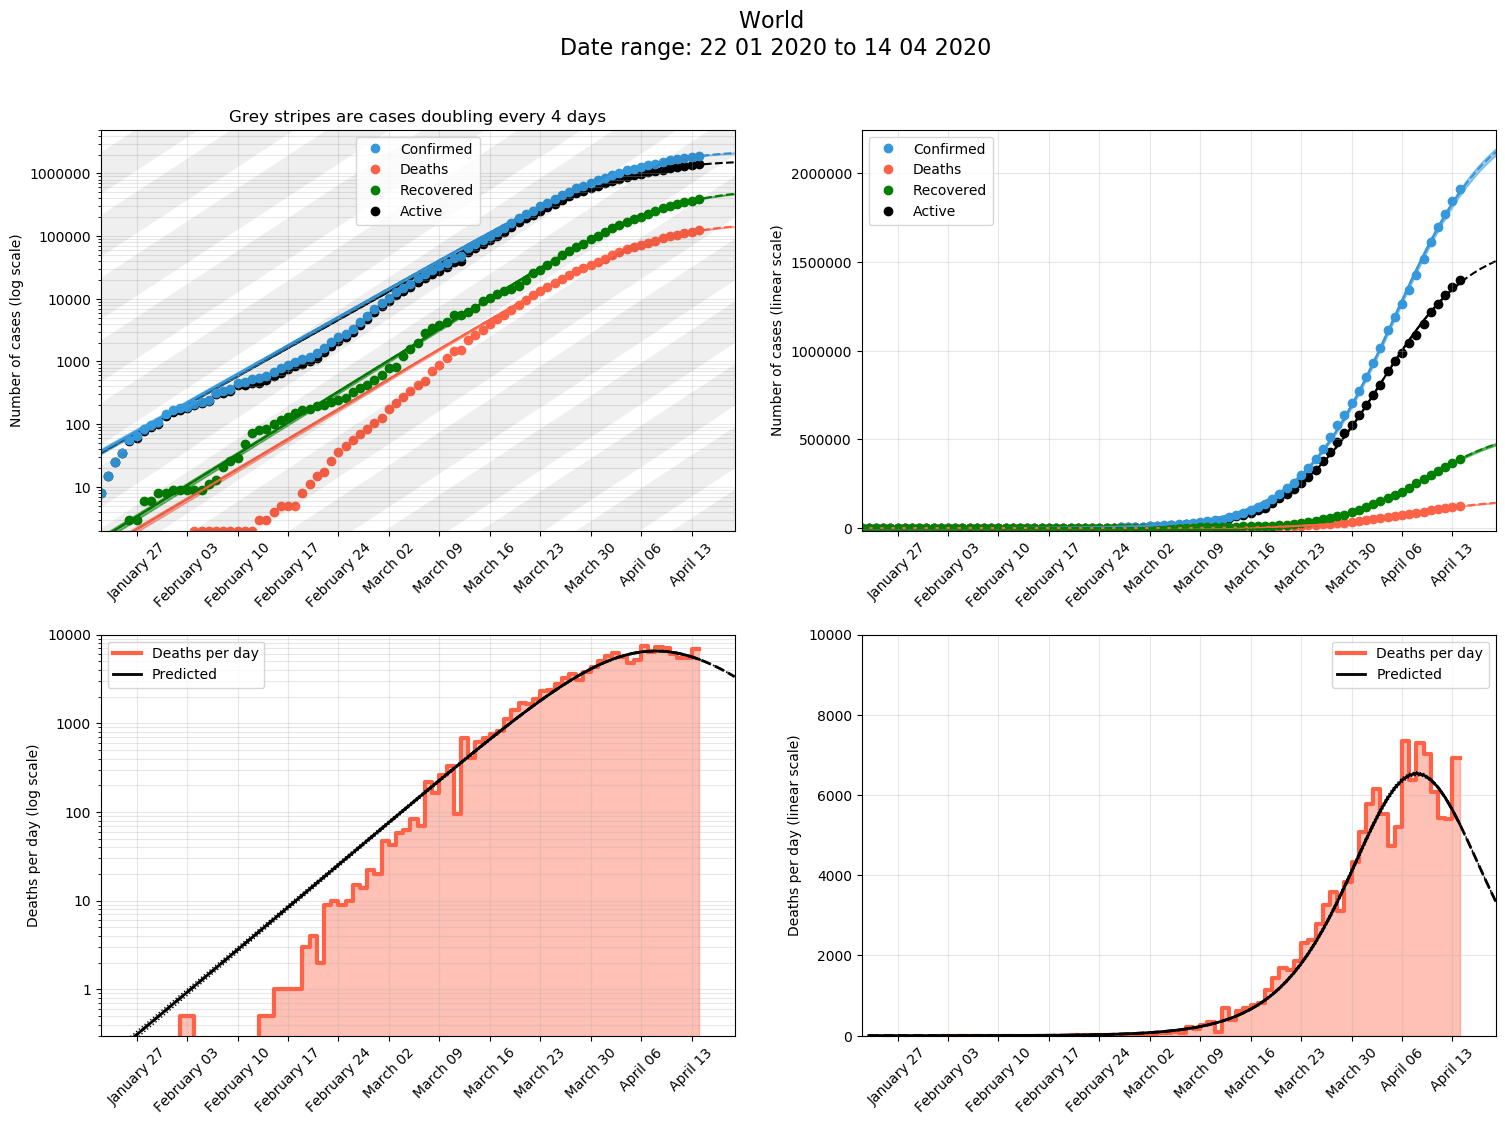 World
Date range: 22 01 2020 to 14 04 2020
Grey stripes are cases doubling every 4 days
Number of cases (log scale)
1000000
100000
10000
1000
100
10
Confirmed
Deaths
Recovered
Active
January 27
February 03
February 10
February 17
February 24
March 02
March 09
March 16
March 23
March 30
April 06
April 13
Number of cases (linear scale)
2000000
1500000
1000000
500000
0
Confirmed
Deaths
Recovered
Active
January 27
February 03
February 10
February 17
February 24
March 02
March 09
March 16
March 23
March 30
April 06
April 13
Deaths per day (log scale)
10000
1000
100
10
1
Deaths per day
Predicted
January 27
February 03
February 10
February 17
February 24
March 02
March 09
March 16
March 23
March 30
April 06
April 13
Deaths per day (linear scale)
10000
8000
6000
4000
2000
0
Deaths per day
Predicted
January 27
February 03
February 10
February 17
February 24
March 02
March 09
March 16
March 23
March 30
April 06
April 13